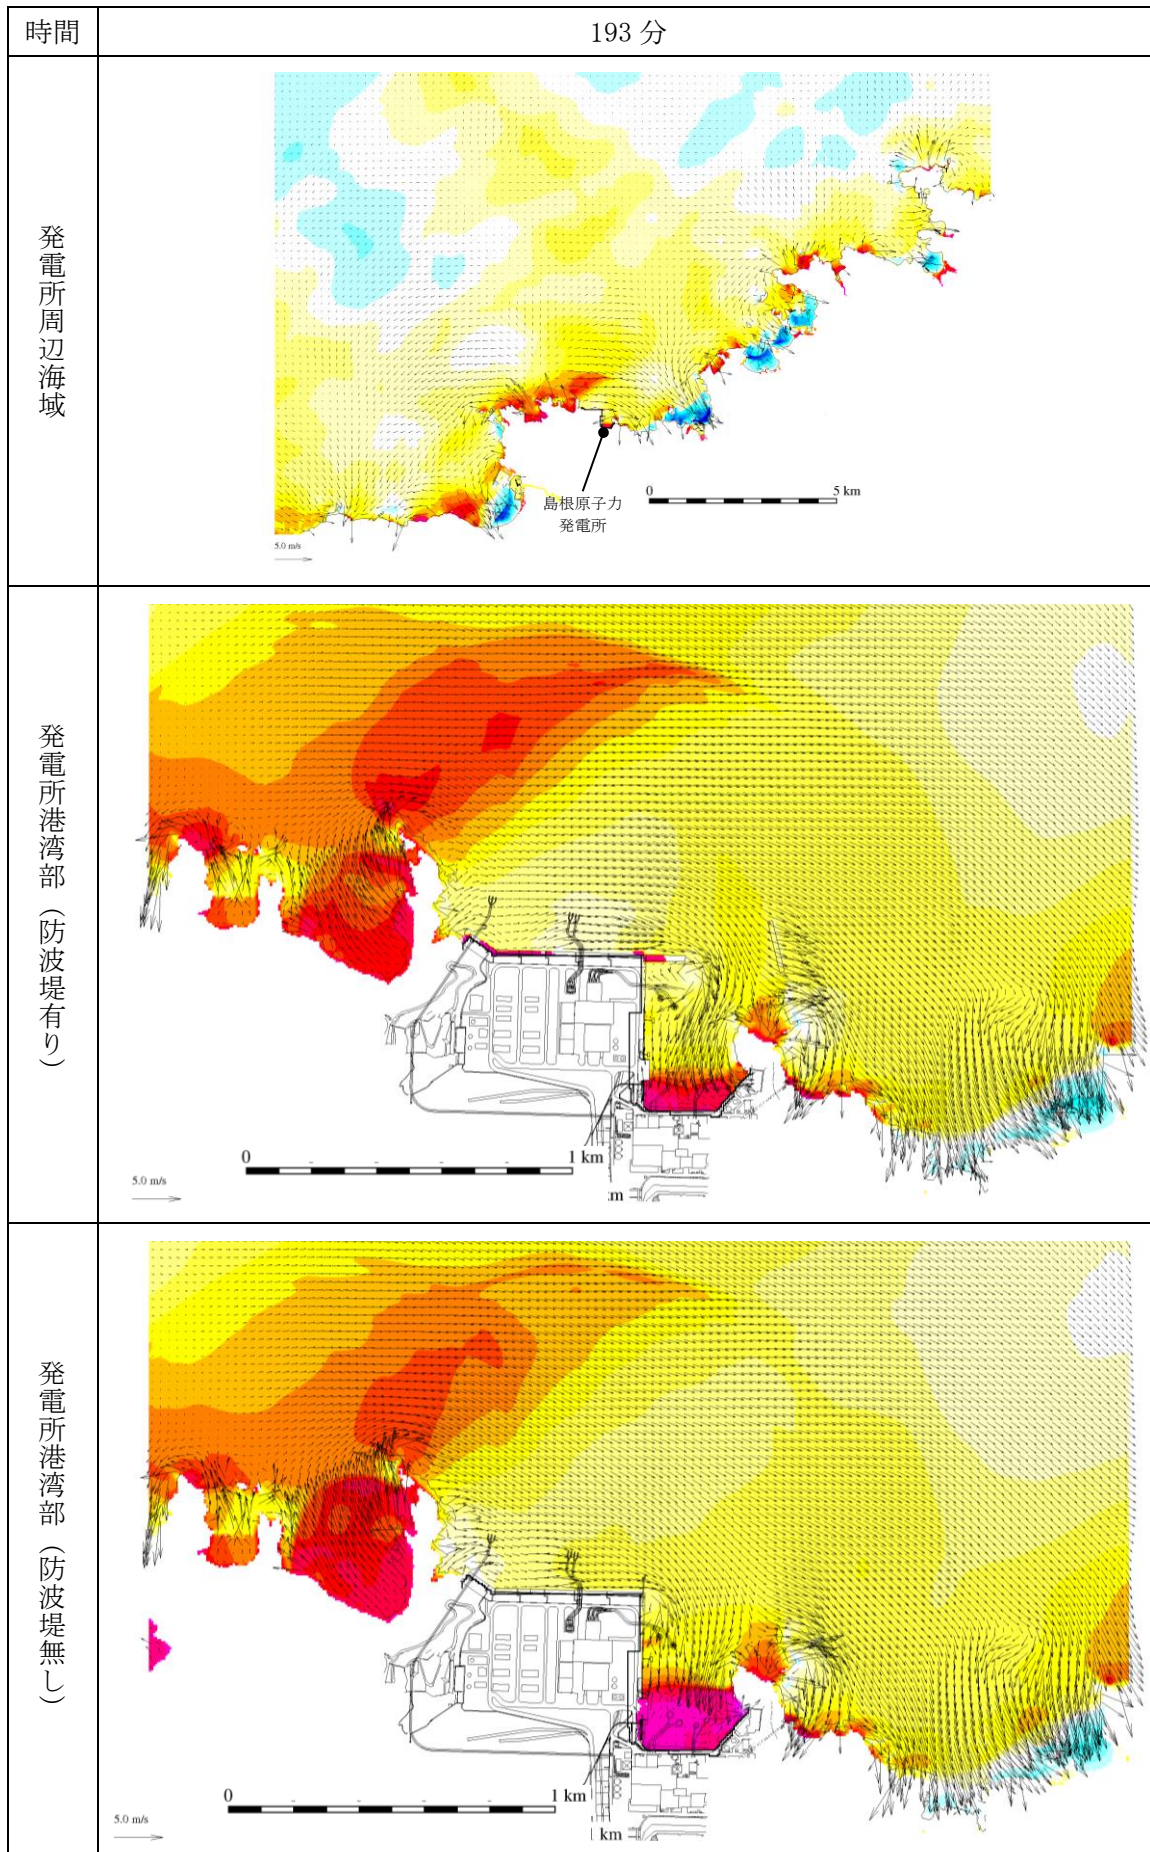 時間
193 分
発電所周辺海域
島根原子力
発電所
0 5 km
5.0 m/s
発電所港湾部（防波堤有り）
0 1 km
5.0 m/s
km
発電所港湾部（防波堤無し）
0 1 km
5.0 m/s
km